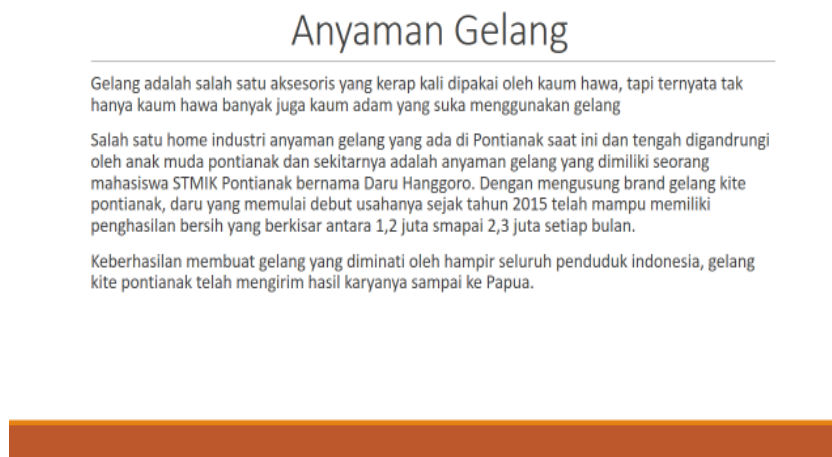 Anyaman Gelang
Gelang adalah salah satu aksesoris yang kerap kali dipakai oleh kaum hawa, tapi ternyata tak
hanya kaum hawa banyak juga kaum adam yang suka menggunakan gelang
Salah satu home industri anyaman gelang yang ada di Pontianak saat ini dan tengah digandrungi
oleh anak muda pontianak dan sekitarnya adalah anyaman gelang yang dimiliki seorang
mahasiswa STMIK Pontianak bernama Daru Hanggoro. Dengan mengusung brand gelang kite
pontianak, daru yang memulai debut usahanya sejak tahun 2015 telah mampu memiliki
penghasilan bersih yang berkisar antara 1,2 juta smapai 2,3 juta setiap bulan.
Keberhasilan membuat gelang yang diminati oleh hampir seluruh penduduk indonesia, gelang
kite pontianak telah mengirim hasil karyanya sampai ke Papua.